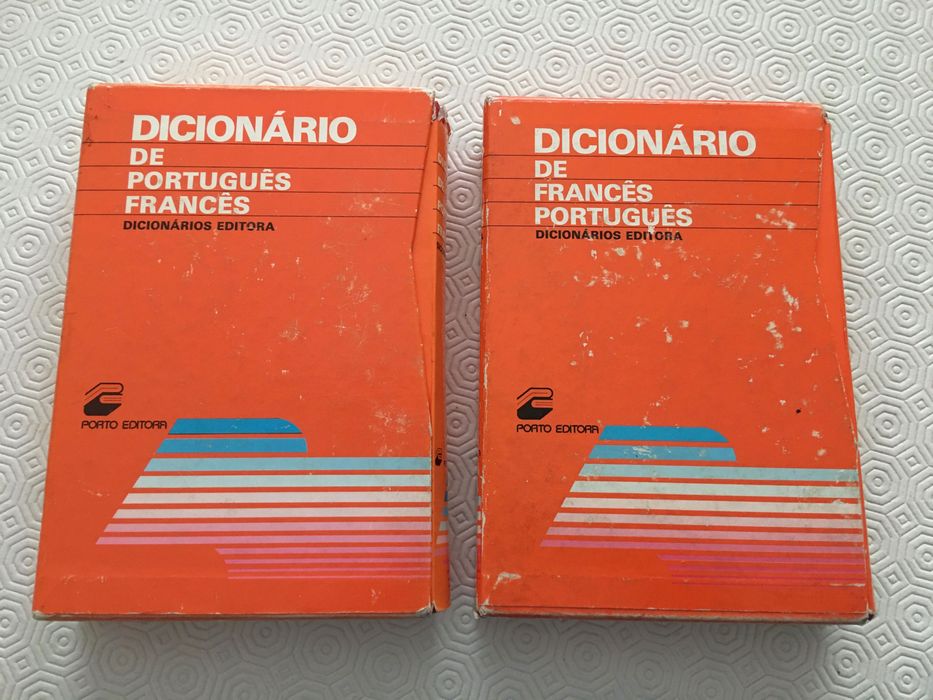 DICIONÁRIO
DE
PORTUGUÊS
FRANCÊS
DICIONÁRIOS EDITORA
PORTO EDITORA
DICIONÁRIO
DE
FRANCÊS
PORTUGUÊS
DICIONÁRIOS EDITORA
PORTO EDITORA